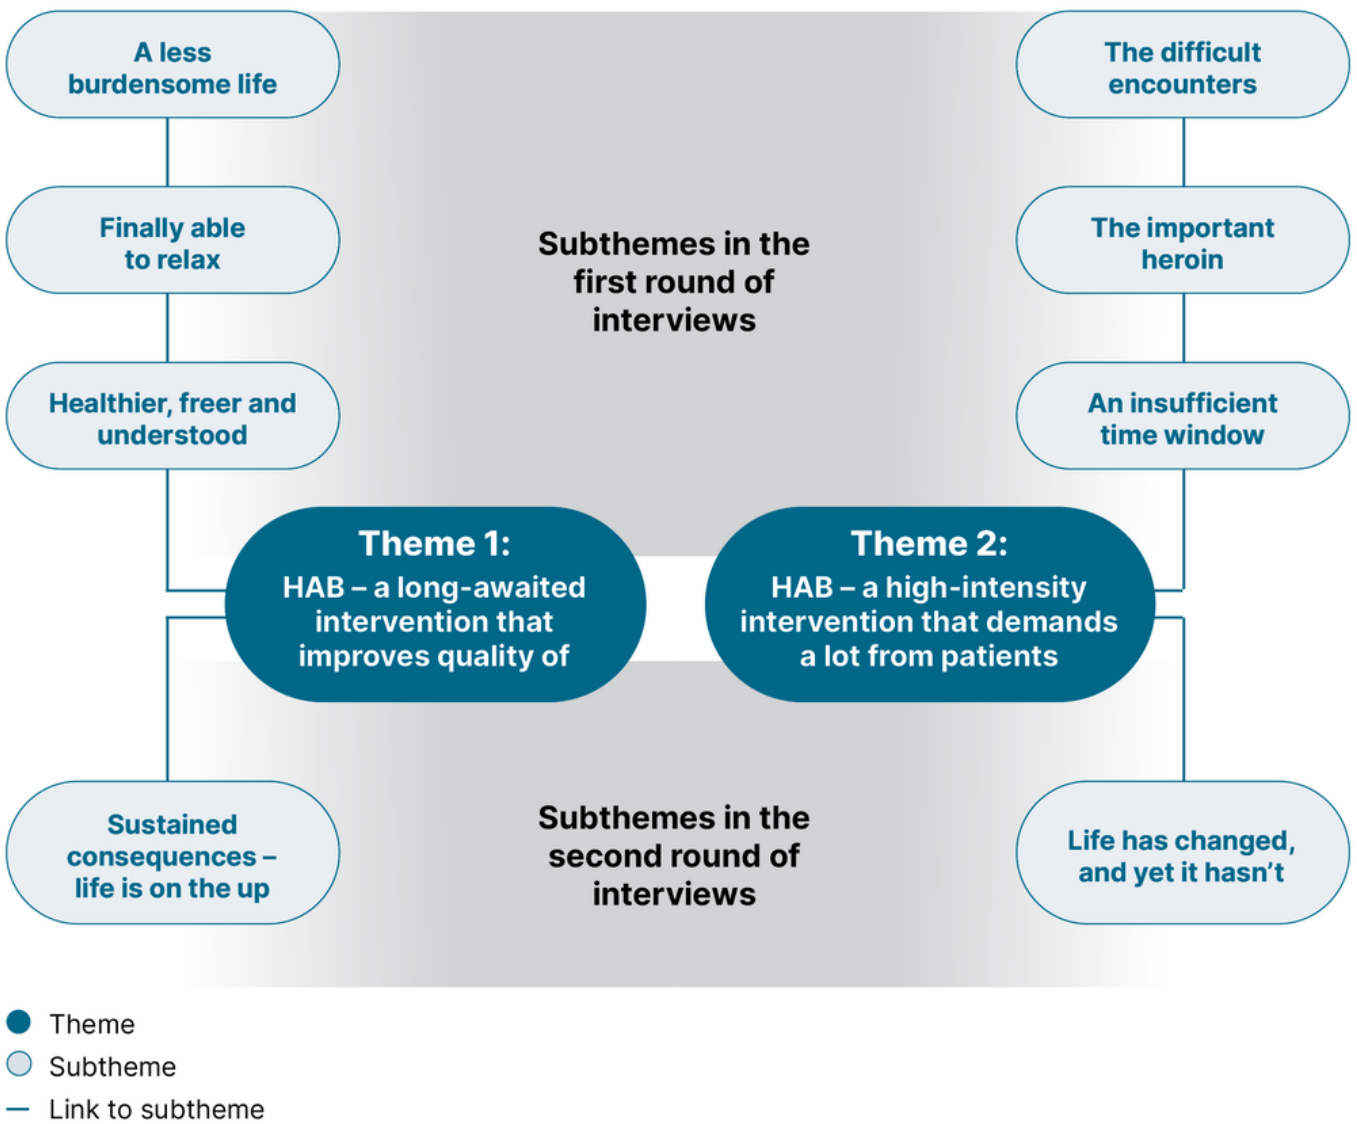 A less
burdensome life
Finally able
to relax
Healthier, freer and
understood
The difficult
encounters
The important
heroin
An insufficient
time window
Subthemes in the
first round of
interviews
Theme 1:
HAB – a long-awaited
intervention that
improves quality of
Theme 2:
HAB – a high-intensity
intervention that demands
a lot from patients
Sustained
consequences –
life is on the up
Subthemes in the
second round of
interviews
Life has changed,
and yet it hasn’t
Theme
Subtheme
Link to subtheme